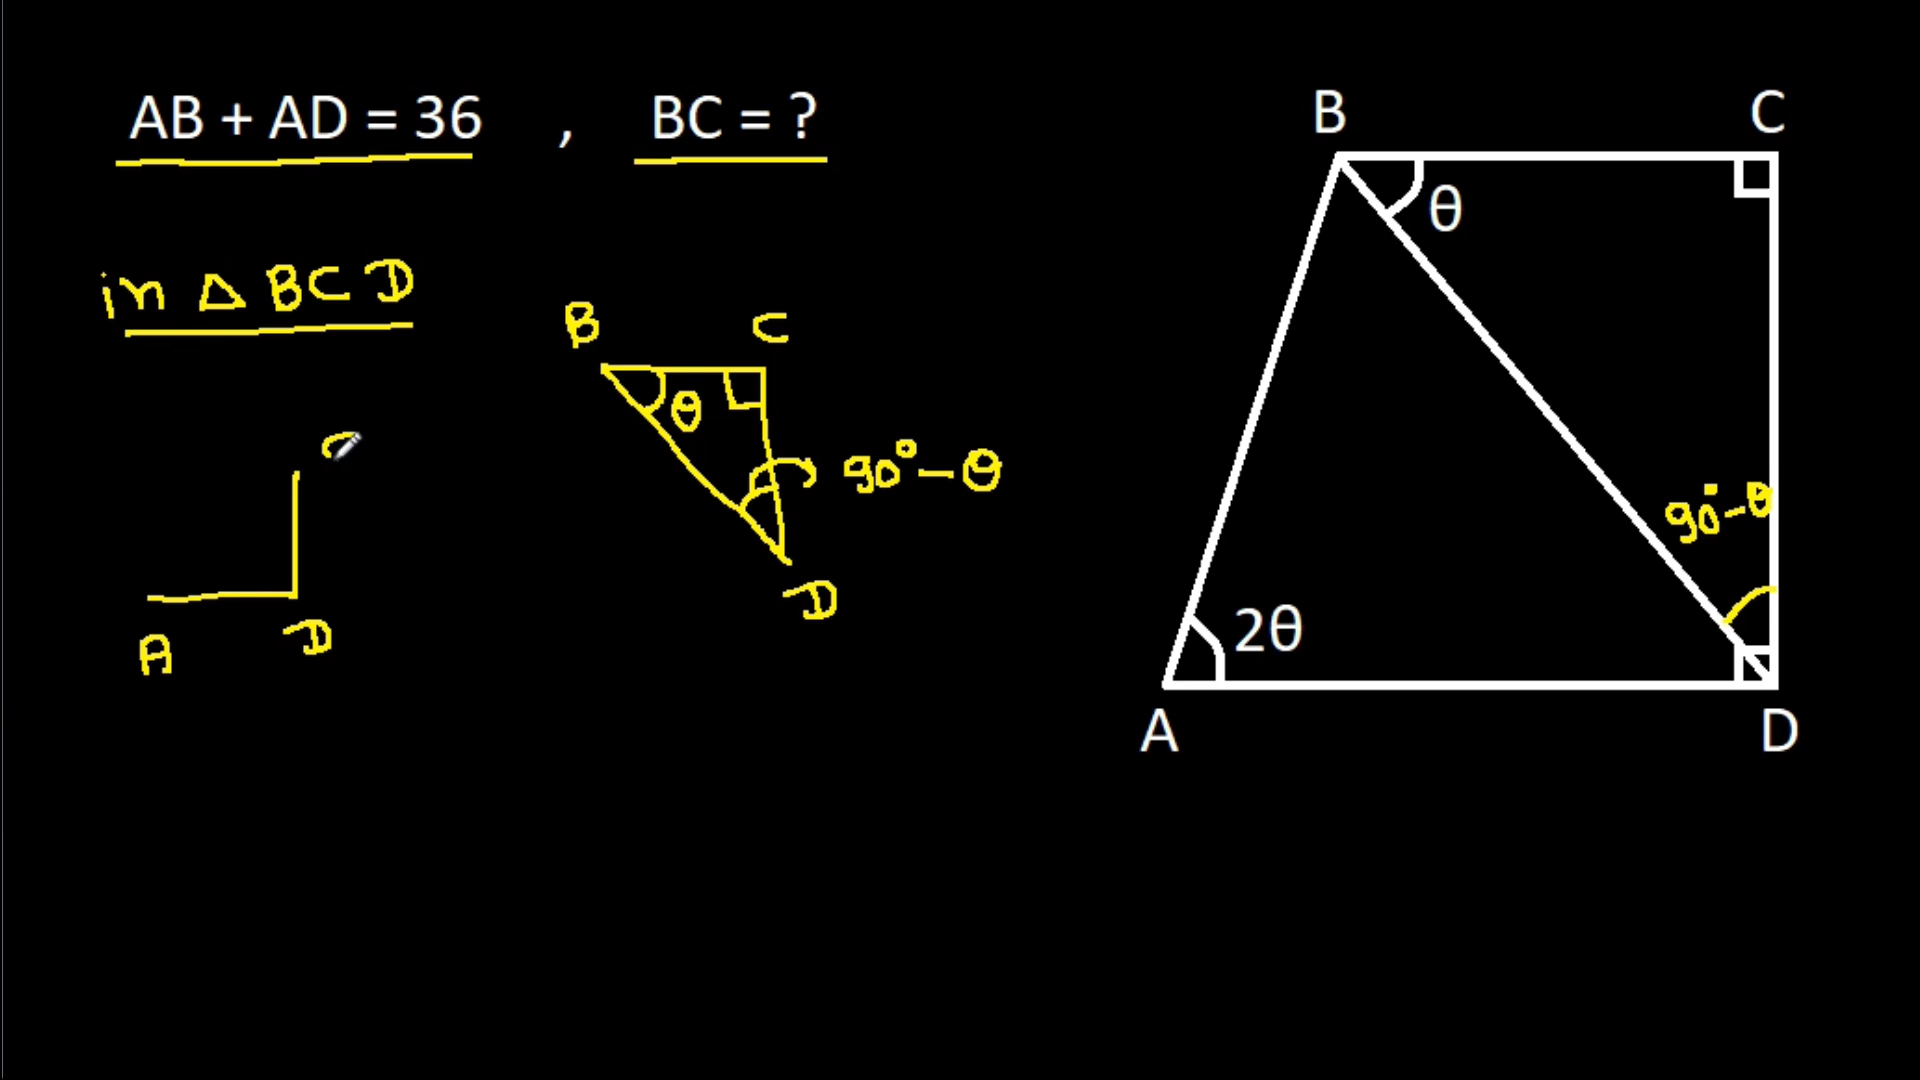 AB + AD = 36 , BC = ?
B C
θ
in Δ BCD
B C
θ
90° - θ
90° - θ
A D
D
2θ
A D